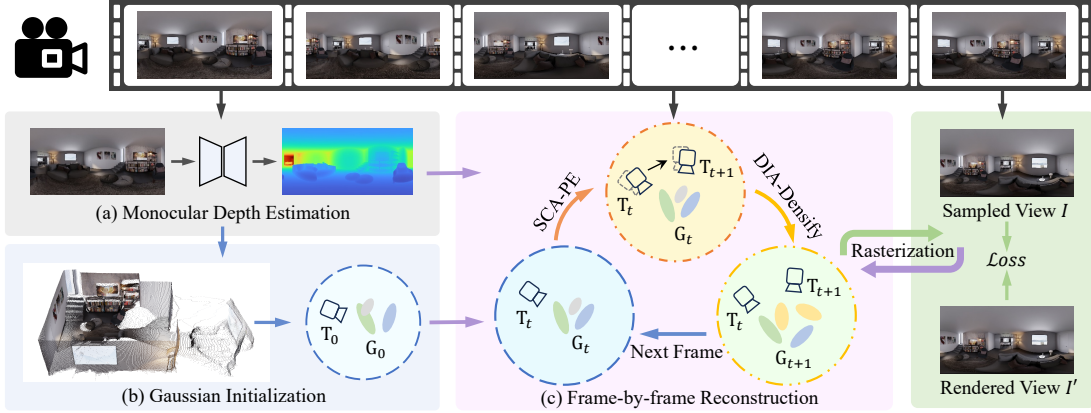 ...
(a) Monocular Depth Estimation
T₀
G₀
(b) Gaussian Initialization
SCA-PE
DIA-Densify
Tₜ
Tₜ₊₁
Gₜ
Tₜ
Gₜ
Tₜ₊₁
Tₜ
Gₜ₊₁
Next Frame
(c) Frame-by-frame Reconstruction
Rasterization
Sampled View I
Loss
Rendered View I′